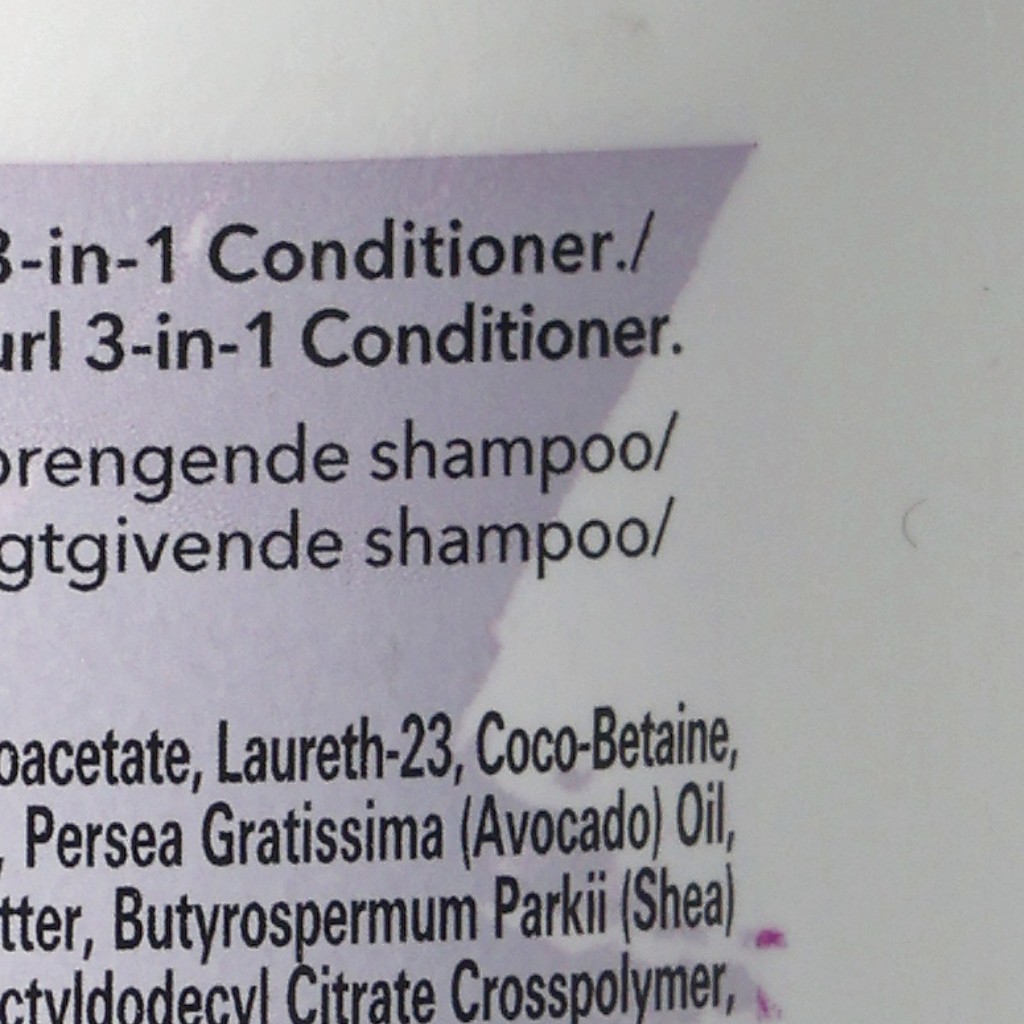 3-in-1 Conditioner./
url 3-in-1 Conditioner.
brengende shampoo/
gtgivende shampoo/
oacetate, Laureth-23, Coco-Betaine,
, Persea Gratissima (Avocado) Oil,
tter, Butyrospermum Parkii (Shea)
ctyldodecyl Citrate Crosspolymer,